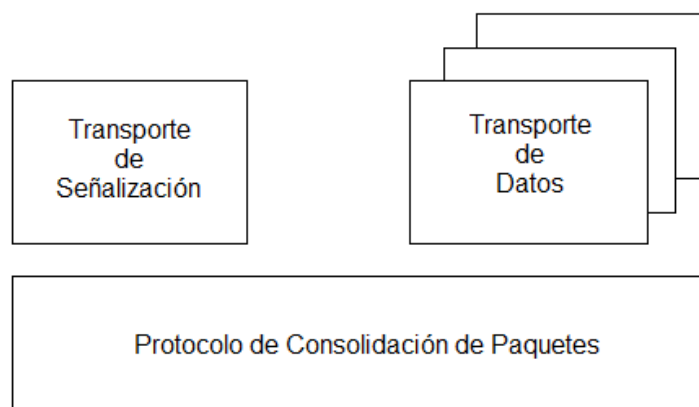 Transporte
de
Señalización
Transporte
de
Datos
Protocolo de Consolidación de Paquetes